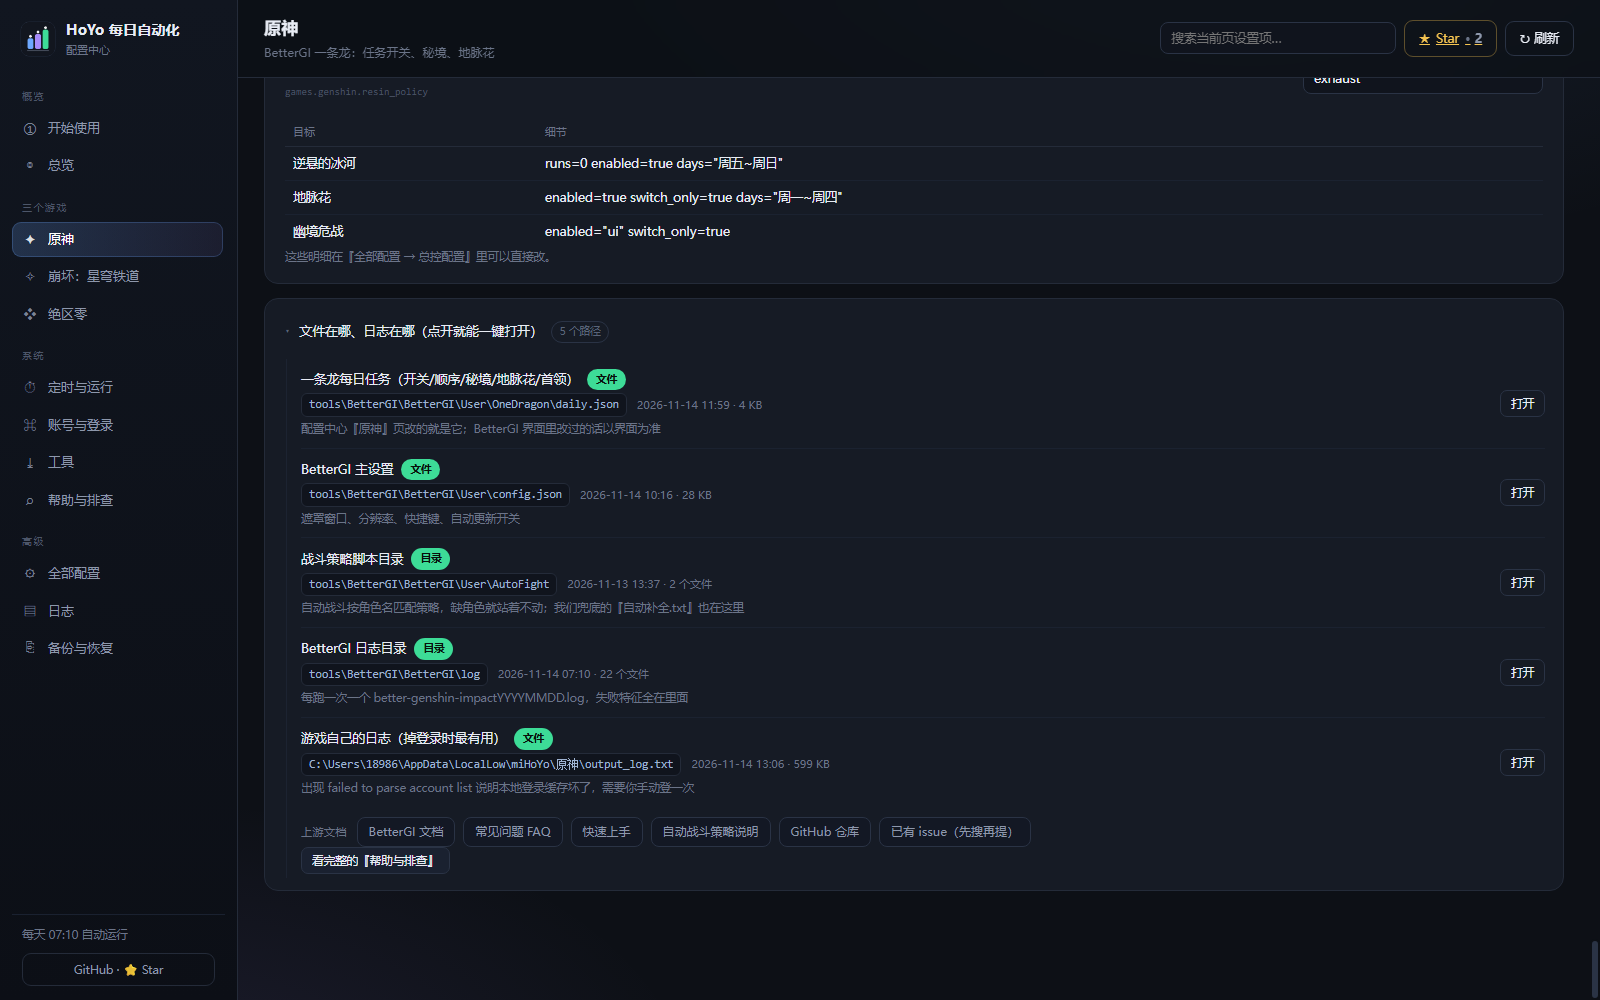 HoYo 每日自动化
配置中心
概览
① 开始使用
总览
三个游戏
原神
崩坏：星穹铁道
绝区零
系统
定时与运行
账号与登录
工具
帮助与排查
高级
全部配置
日志
备份与恢复
每天 07:10 自动运行
GitHub · ⭐ Star
原神
BetterGI 一条龙：任务开关、秘境、地脉花
搜索当前页设置项...
★ Star · 2
↻ 刷新
games.genshin.resin_policy
exhaust
目标 细节
逆悬的冰河 runs=0 enabled=true days="周五~周日"
地脉花 enabled=true switch_only=true days="周一~周四"
幽境危战 enabled="ui" switch_only=true
这些明细在『全部配置 → 总控配置』里可以直接改。
文件在哪、日志在哪（点开就能一键打开） 5 个路径
一条龙每日任务（开关/顺序/秘境/地脉花/首领） 文件
tools\BetterGI\BetterGI\User\OneDragon\daily.json 2026-11-14 11:59 · 4 KB
打开
配置中心『原神』页改的就是它；BetterGI 界面里改过的话以界面为准
BetterGI 主设置 文件
tools\BetterGI\BetterGI\User\config.json 2026-11-14 10:16 · 28 KB
打开
遮罩窗口、分辨率、快捷键、自动更新开关
战斗策略脚本目录 目录
tools\BetterGI\BetterGI\User\AutoFight 2026-11-13 13:37 · 2 个文件
打开
自动战斗按角色名匹配策略，缺角色就站着不动；我们兜底的『自动补全.txt』也在这里
BetterGI 日志目录 目录
tools\BetterGI\BetterGI\log 2026-11-14 07:10 · 22 个文件
打开
每跑一次一个 better-genshin-impactYYYYMMDD.log，失败特征全在里面
游戏自己的日志（掉登录时最有用） 文件
C:\Users\18986\AppData\LocalLow\miHoYo\原神\output_log.txt 2026-11-14 13:06 · 599 KB
打开
出现 failed to parse account list 说明本地登录缓存坏了，需要你手动登一次
上游文档 BetterGI 文档 常见问题 FAQ 快速上手 自动战斗策略说明 GitHub 仓库 已有 issue（先搜再提）
看完整的『帮助与排查』